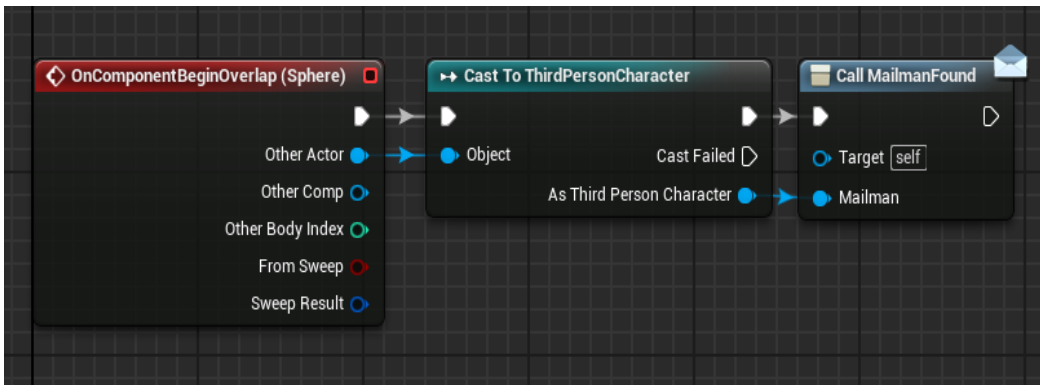 OnComponentBeginOverlap (Sphere)
Other Actor
Other Comp
Other Body Index
From Sweep
Sweep Result
Cast To ThirdPersonCharacter
Object
Cast Failed
As Third Person Character
Call MailmanFound
Target self
Mailman